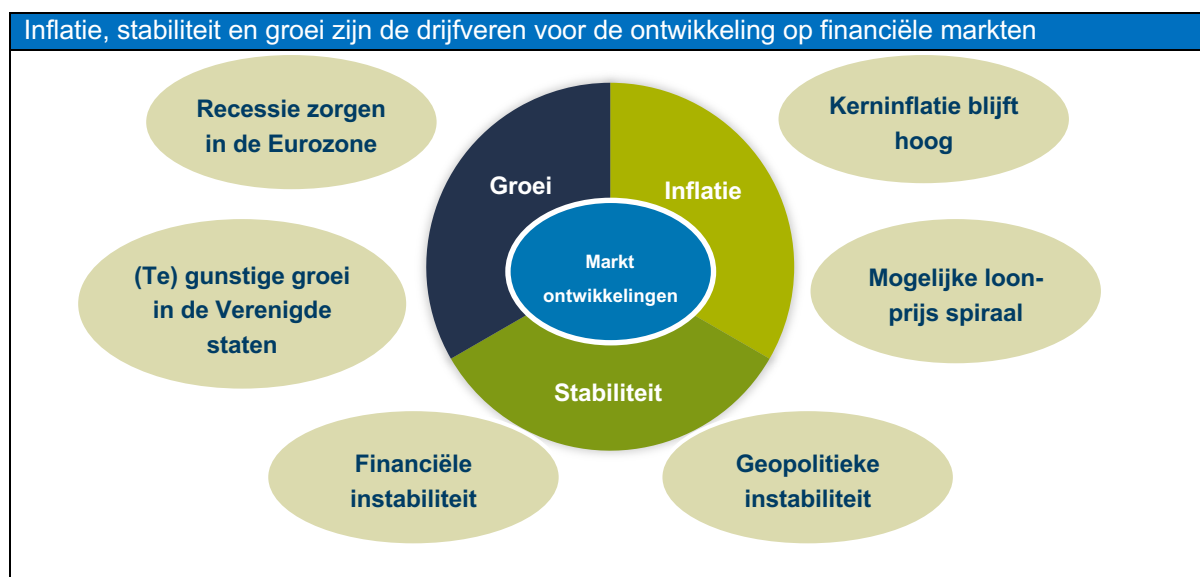 Inflatie, stabiliteit en groei zijn de drijfveren voor de ontwikkeling op financiële markten
Recessie zorgen
in de Eurozone
Kerninflatie blijft
hoog
Groei
Inflatie
(Te) gunstige groei
in de Verenigde
staten
Markt
ontwikkelingen
Mogelijke loon-
prijs spiraal
Stabiliteit
Financiële
instabiliteit
Geopolitieke
instabiliteit